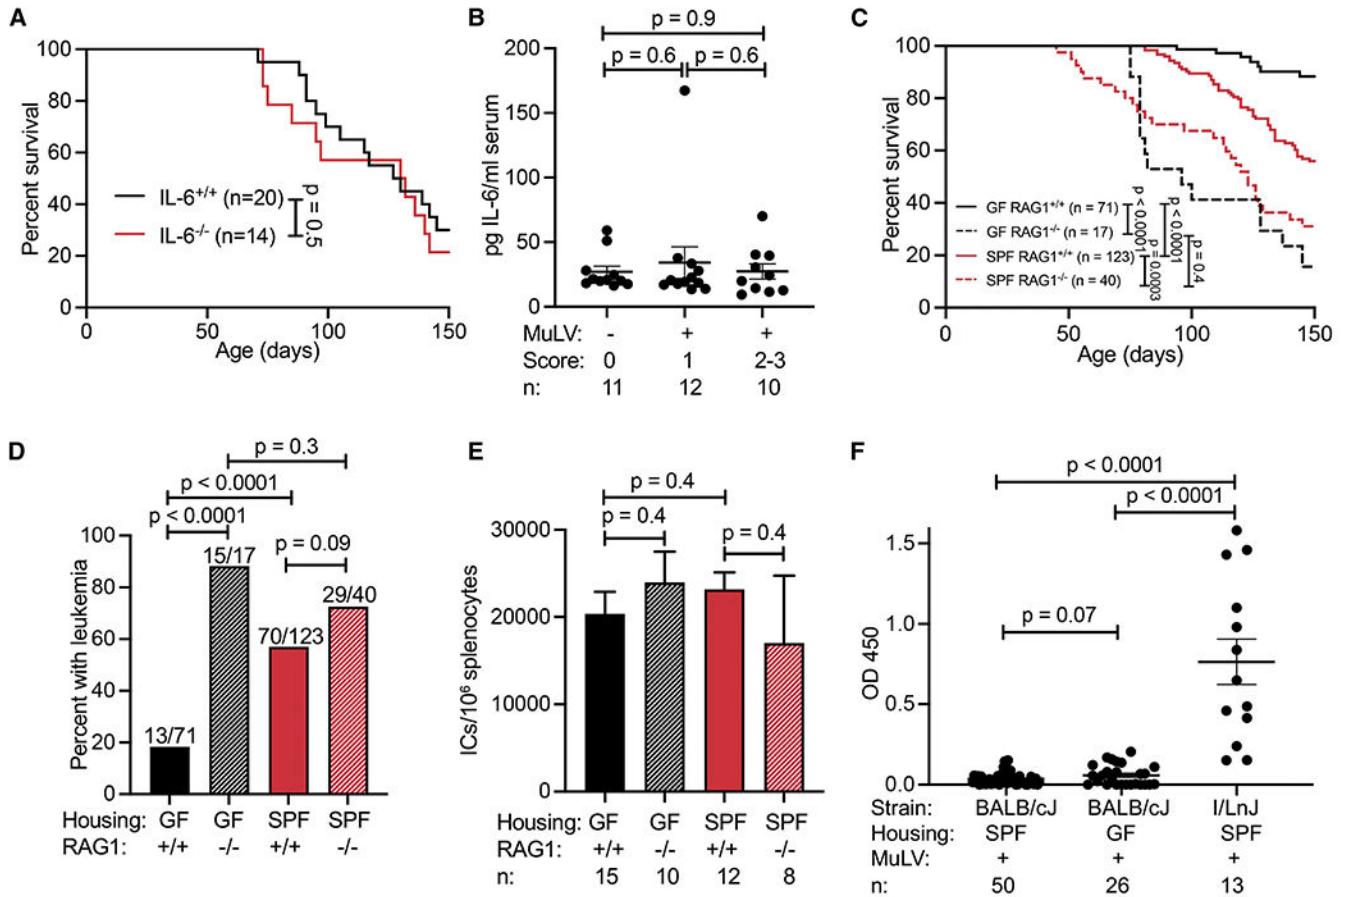 A
Percent survival
100
80
60
40
20
0
IL-6+/+ (n=20)
IL-6-/- (n=14)
p = 0.5
0 50 100 150
Age (days)
B
p = 0.9
p = 0.6 p = 0.6
pg IL-6/ml serum
200
150
100
50
0
MuLV: - + +
Score: 0 1 2-3
n: 11 12 10
C
Percent survival
100
80
60
40
20
0
GF RAG1+/+ (n = 71)
GF RAG1-/- (n = 17)
SPF RAG1+/+ (n = 123)
SPF RAG1-/- (n = 40)
p < 0.0001
p = 0.0003
p < 0.0001
p = 0.4
0 50 100 150
Age (days)
D
p = 0.3
p < 0.0001
p < 0.0001
p = 0.09
Percent with leukemia
100
80
60
40
20
0
13/71
15/17
70/123
29/40
Housing: GF GF SPF SPF
RAG1: +/+ -/- +/+ -/-
E
p = 0.4
p = 0.4 p = 0.4
ICs/10⁶ splenocytes
30000
20000
10000
0
Housing: GF GF SPF SPF
RAG1: +/+ -/- +/+ -/-
n: 15 10 12 8
F
p < 0.0001
p < 0.0001
p = 0.07
OD 450
1.5
1.0
0.5
0.0
Strain: BALB/cJ BALB/cJ I/LnJ
Housing: SPF GF SPF
MuLV: + + +
n: 50 26 13